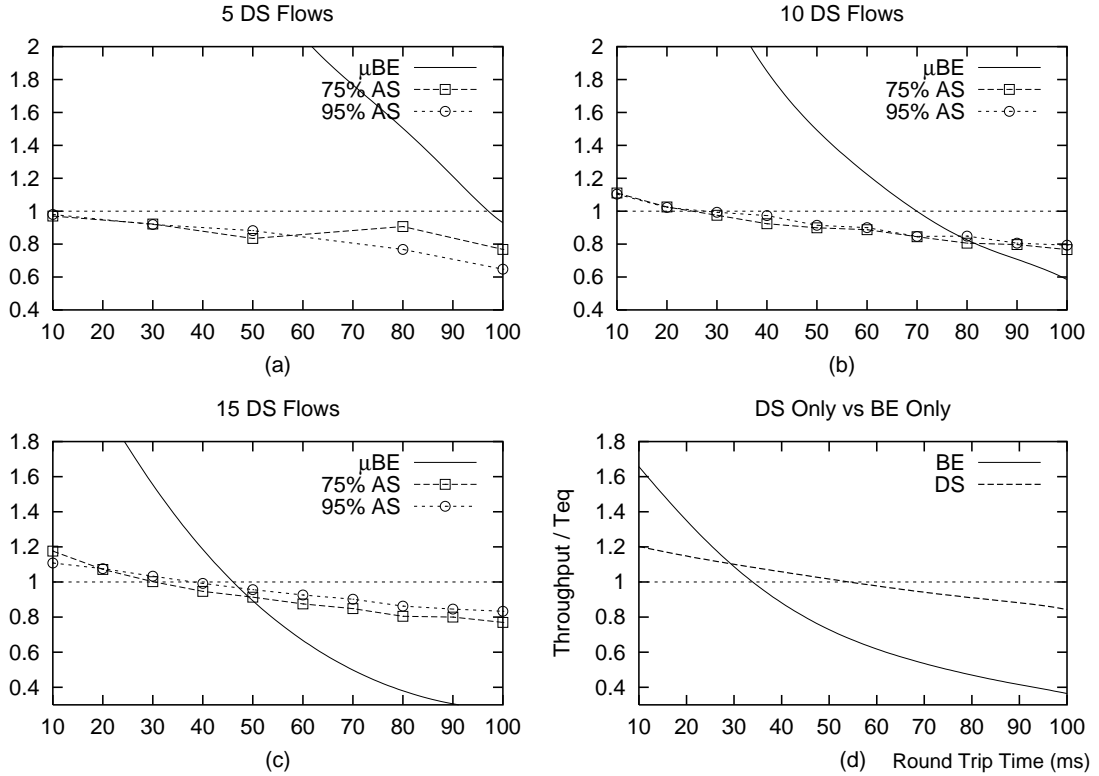 5 DS Flows
2
1.8
1.6
1.4
1.2
1
0.8
0.6
0.4
10 20 30 40 50 60 70 80 90 100
μBE
75% AS
95% AS
(a)
10 DS Flows
2
1.8
1.6
1.4
1.2
1
0.8
0.6
0.4
10 20 30 40 50 60 70 80 90 100
μBE
75% AS
95% AS
(b)
15 DS Flows
1.8
1.6
1.4
1.2
1
0.8
0.6
0.4
10 20 30 40 50 60 70 80 90 100
μBE
75% AS
95% AS
(c)
DS Only vs BE Only
Throughput / Teq
1.8
1.6
1.4
1.2
1
0.8
0.6
0.4
10 20 30 40 50 60 70 80 90 100
BE
DS
(d) Round Trip Time (ms)